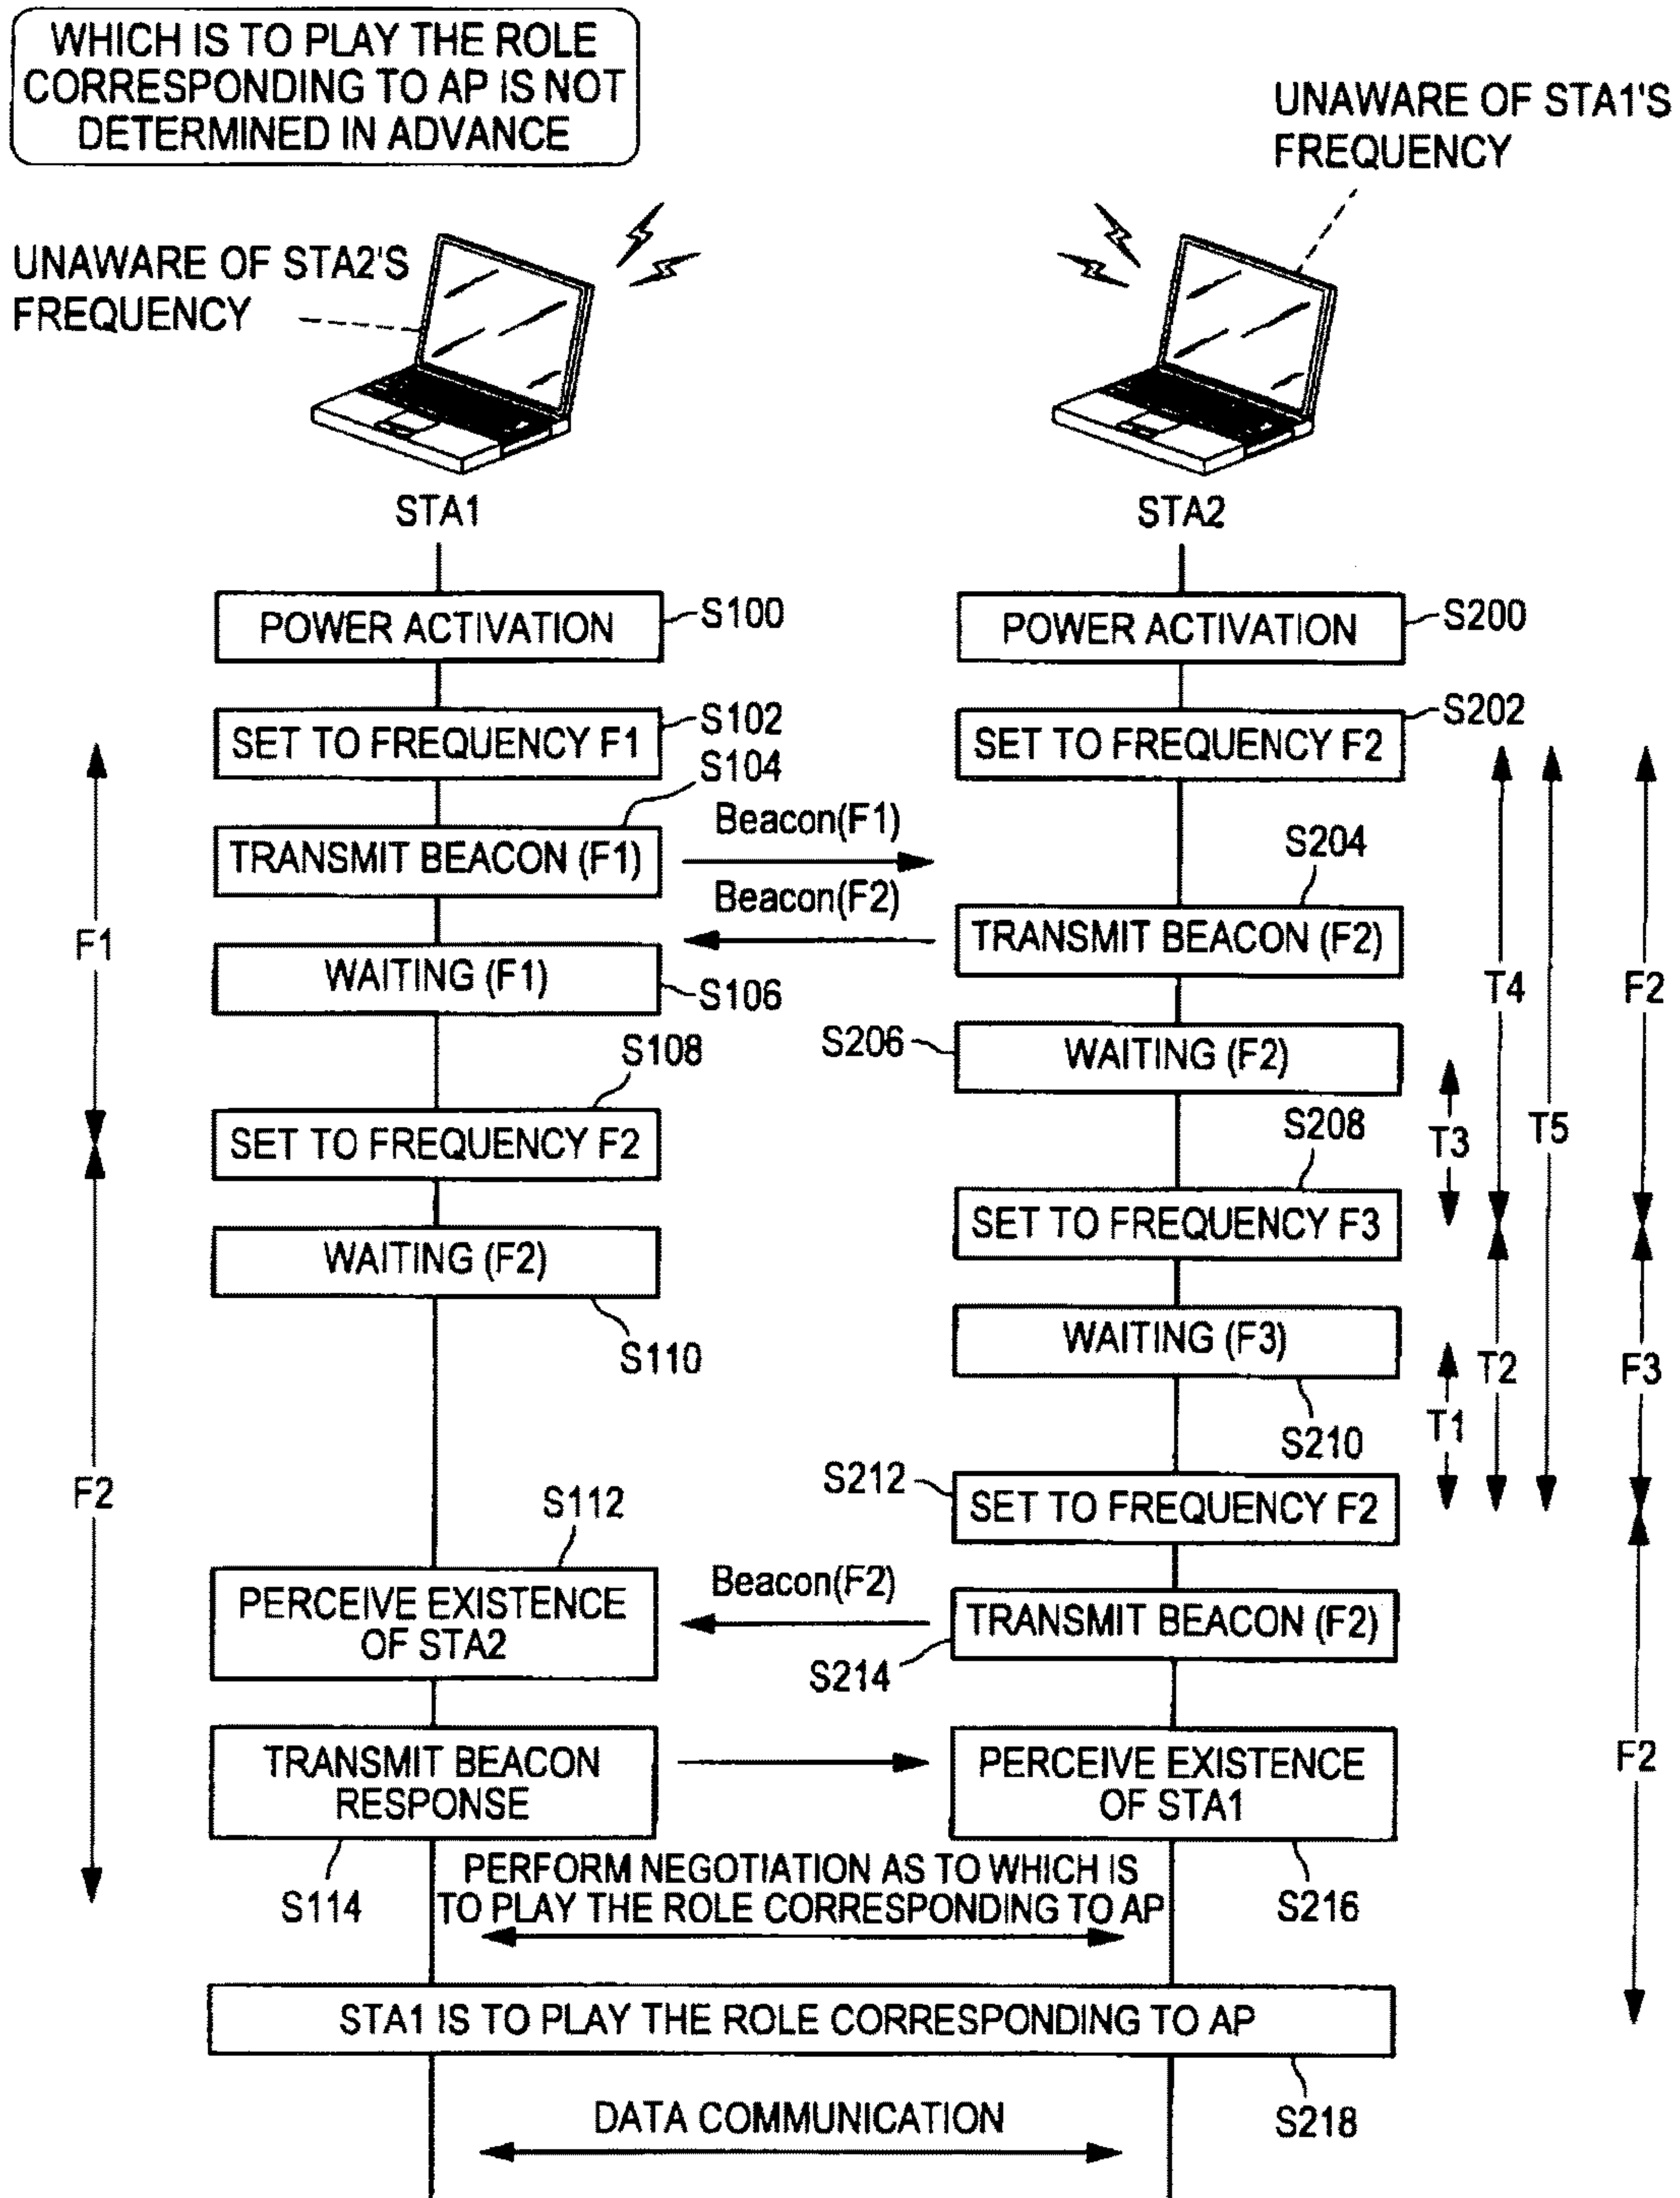 WHICH IS TO PLAY THE ROLE
CORRESPONDING TO AP IS NOT
DETERMINED IN ADVANCE
UNAWARE OF STA1'S
FREQUENCY
UNAWARE OF STA2'S
FREQUENCY
STA1
STA2
POWER ACTIVATION
S100
POWER ACTIVATION
S200
SET TO FREQUENCY F1
S102
SET TO FREQUENCY F2
S202
S104
TRANSMIT BEACON (F1)
Beacon(F1)
S204
Beacon(F2)
TRANSMIT BEACON (F2)
F1
WAITING (F1)
S106
T4
F2
S206
WAITING (F2)
S108
S208
T3
T5
SET TO FREQUENCY F2
SET TO FREQUENCY F3
WAITING (F2)
S110
WAITING (F3)
T2
F3
T1
S210
F2
S212
SET TO FREQUENCY F2
S112
PERCEIVE EXISTENCE
OF STA2
Beacon(F2)
TRANSMIT BEACON (F2)
S214
TRANSMIT BEACON
RESPONSE
PERCEIVE EXISTENCE
OF STA1
F2
S114
PERFORM NEGOTIATION AS TO WHICH IS
TO PLAY THE ROLE CORRESPONDING TO AP
S216
STA1 IS TO PLAY THE ROLE CORRESPONDING TO AP
S218
DATA COMMUNICATION